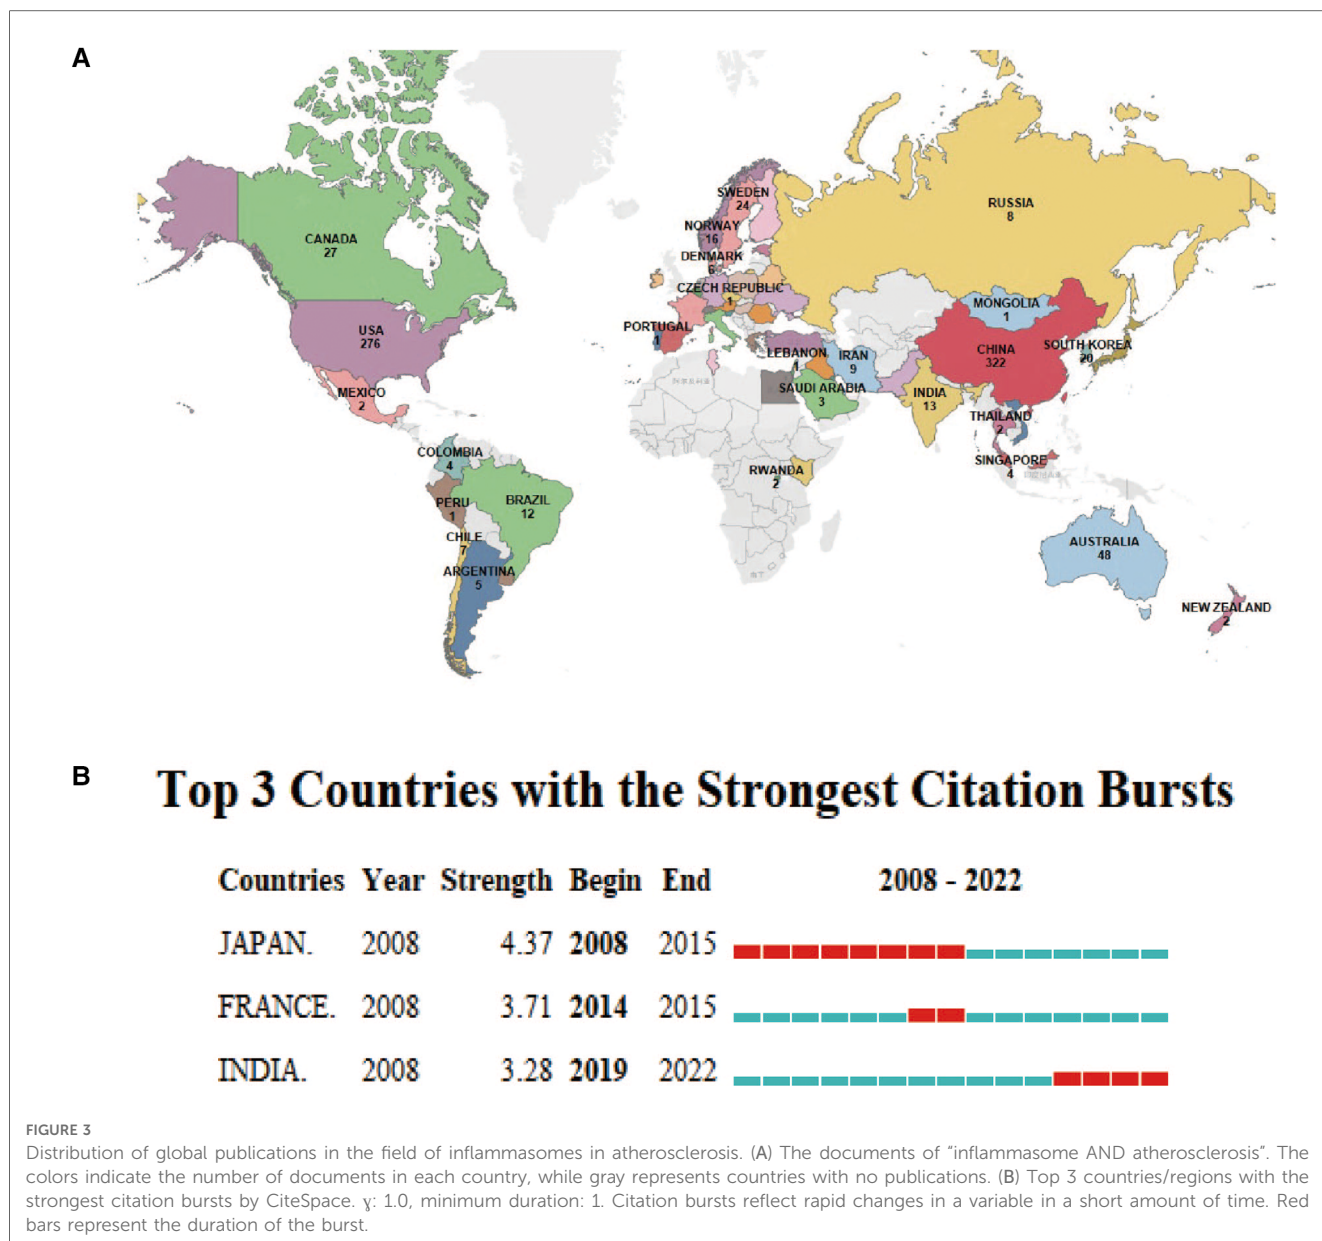 A
SWEDEN
24
RUSSIA
8
NORWAY
16
CANADA
27
DENMARK
6
CZECH REPUBLIC
1
MONGOLIA
1
USA
276
PORTUGAL
1
LEBANON
1
IRAN
9
CHINA
322
SOUTH KOREA
20
SAUDI ARABIA
3
MEXICO
2
INDIA
13
THAILAND
2
COLOMBIA
4
SINGAPORE
4
RWANDA
2
PERU
1
BRAZIL
12
CHILE
7
AUSTRALIA
48
ARGENTINA
5
NEW ZEALAND
2
B
Top 3 Countries with the Strongest Citation Bursts
Countries Year Strength Begin End 2008 - 2022
JAPAN. 2008 4.37 2008 2015
FRANCE. 2008 3.71 2014 2015
INDIA. 2008 3.28 2019 2022
FIGURE 3
Distribution of global publications in the field of inflammasomes in atherosclerosis. (A) The documents of "inflammasome AND atherosclerosis". The
colors indicate the number of documents in each country, while gray represents countries with no publications. (B) Top 3 countries/regions with the
strongest citation bursts by CiteSpace. ɣ: 1.0, minimum duration: 1. Citation bursts reflect rapid changes in a variable in a short amount of time. Red
bars represent the duration of the burst.